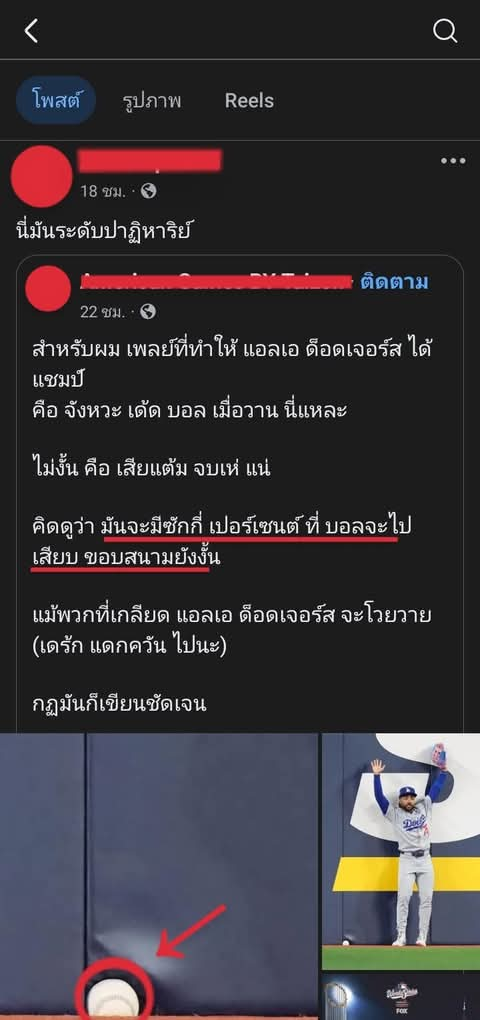 โพสต์
รูปภาพ
Reels
18 ชม.
นี่มันระดับปาฏิหาริย์
ติดตาม
22 ชม.
สำหรับผม เพลย์ที่ทำให้ แอลเอ ด็อดเจอร์ส ได้
แชมป์
คือ จังหวะ เด้ด บอล เมื่อวาน นี่แหละ
ไม่งั้น คือ เสียแต้ม จบเห่ แน่
คิดดูว่า มันจะมีซักกี่ เปอร์เซนต์ ที่ บอลจะไป
เสียบ ขอบสนามยังงั้น
แม้พวกที่เกลียด แอลเอ ด็อดเจอร์ส จะโวยวาย
(เดรัก แดกควัน ไปนะ)
กฏมันก็เขียนชัดเจน
FOX